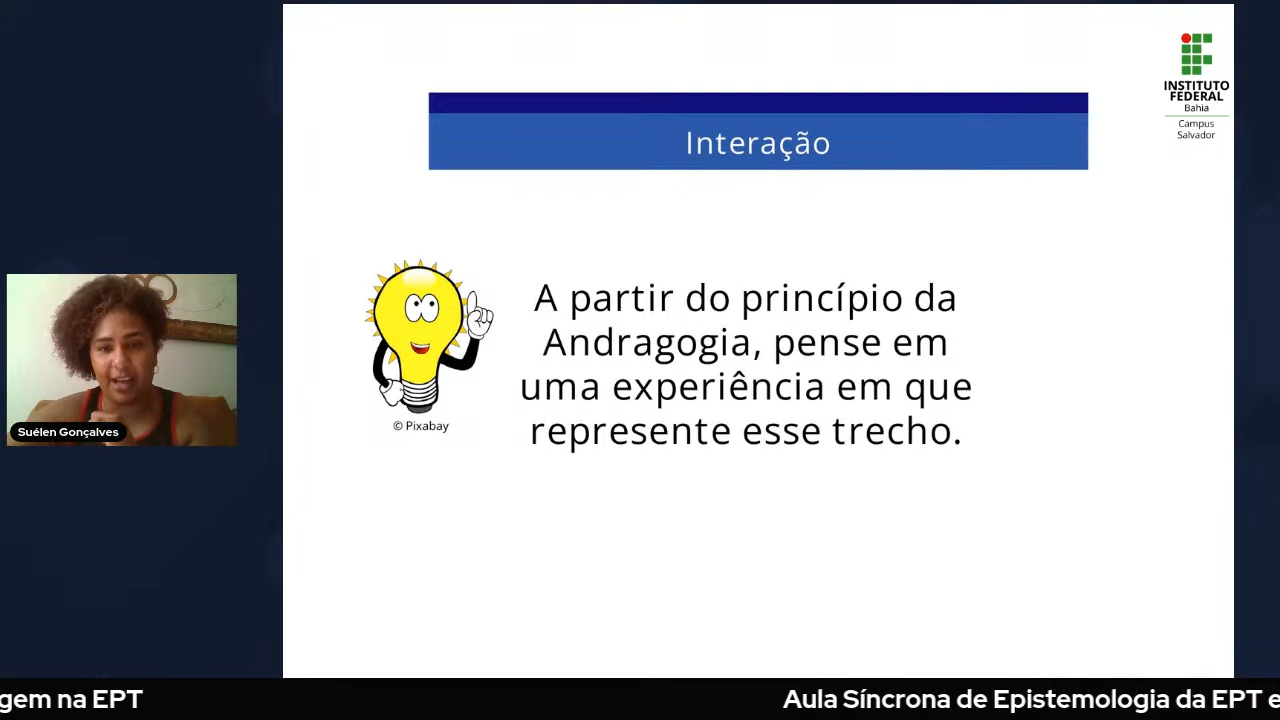 INSTITUTO
FEDERAL
Bahia
Campus
Salvador
Interação
A partir do princípio da
Andragogia, pense em
uma experiência em que
represente esse trecho.
© Pixabay
Suélen Gonçalves
gem na EPT
Aula Síncrona de Epistemologia da EPT e